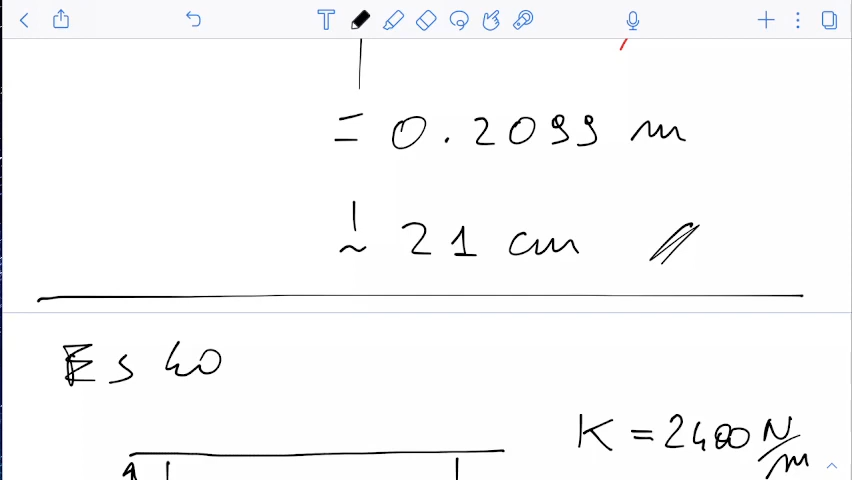 = 0.2099 m
≃ 21 cm
Es 40
K = 2400 N/m